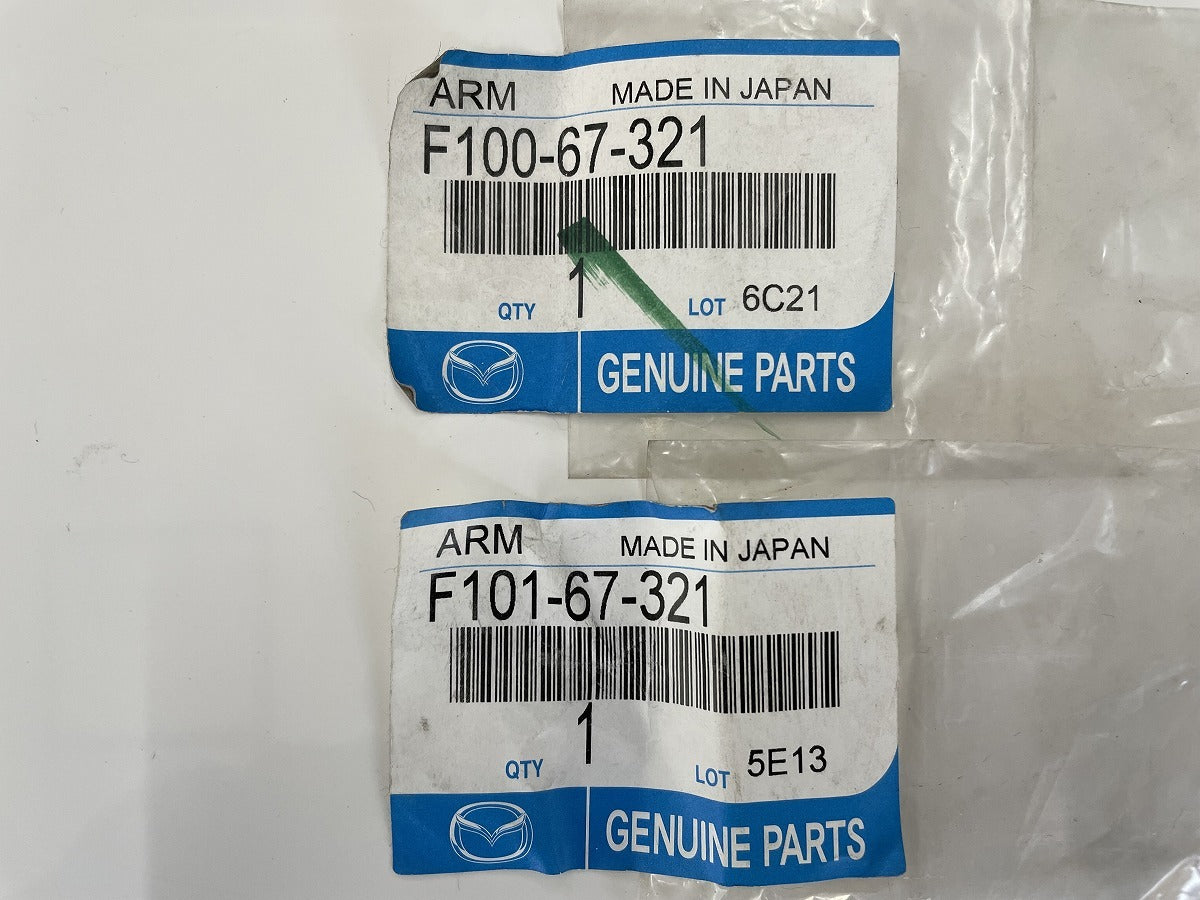 ARM MADE IN JAPAN
F100-67-321
1
QTY LOT 6C21
GENUINE PARTS
ARM MADE IN JAPAN
F101-67-321
1
QTY LOT 5E13
GENUINE PARTS